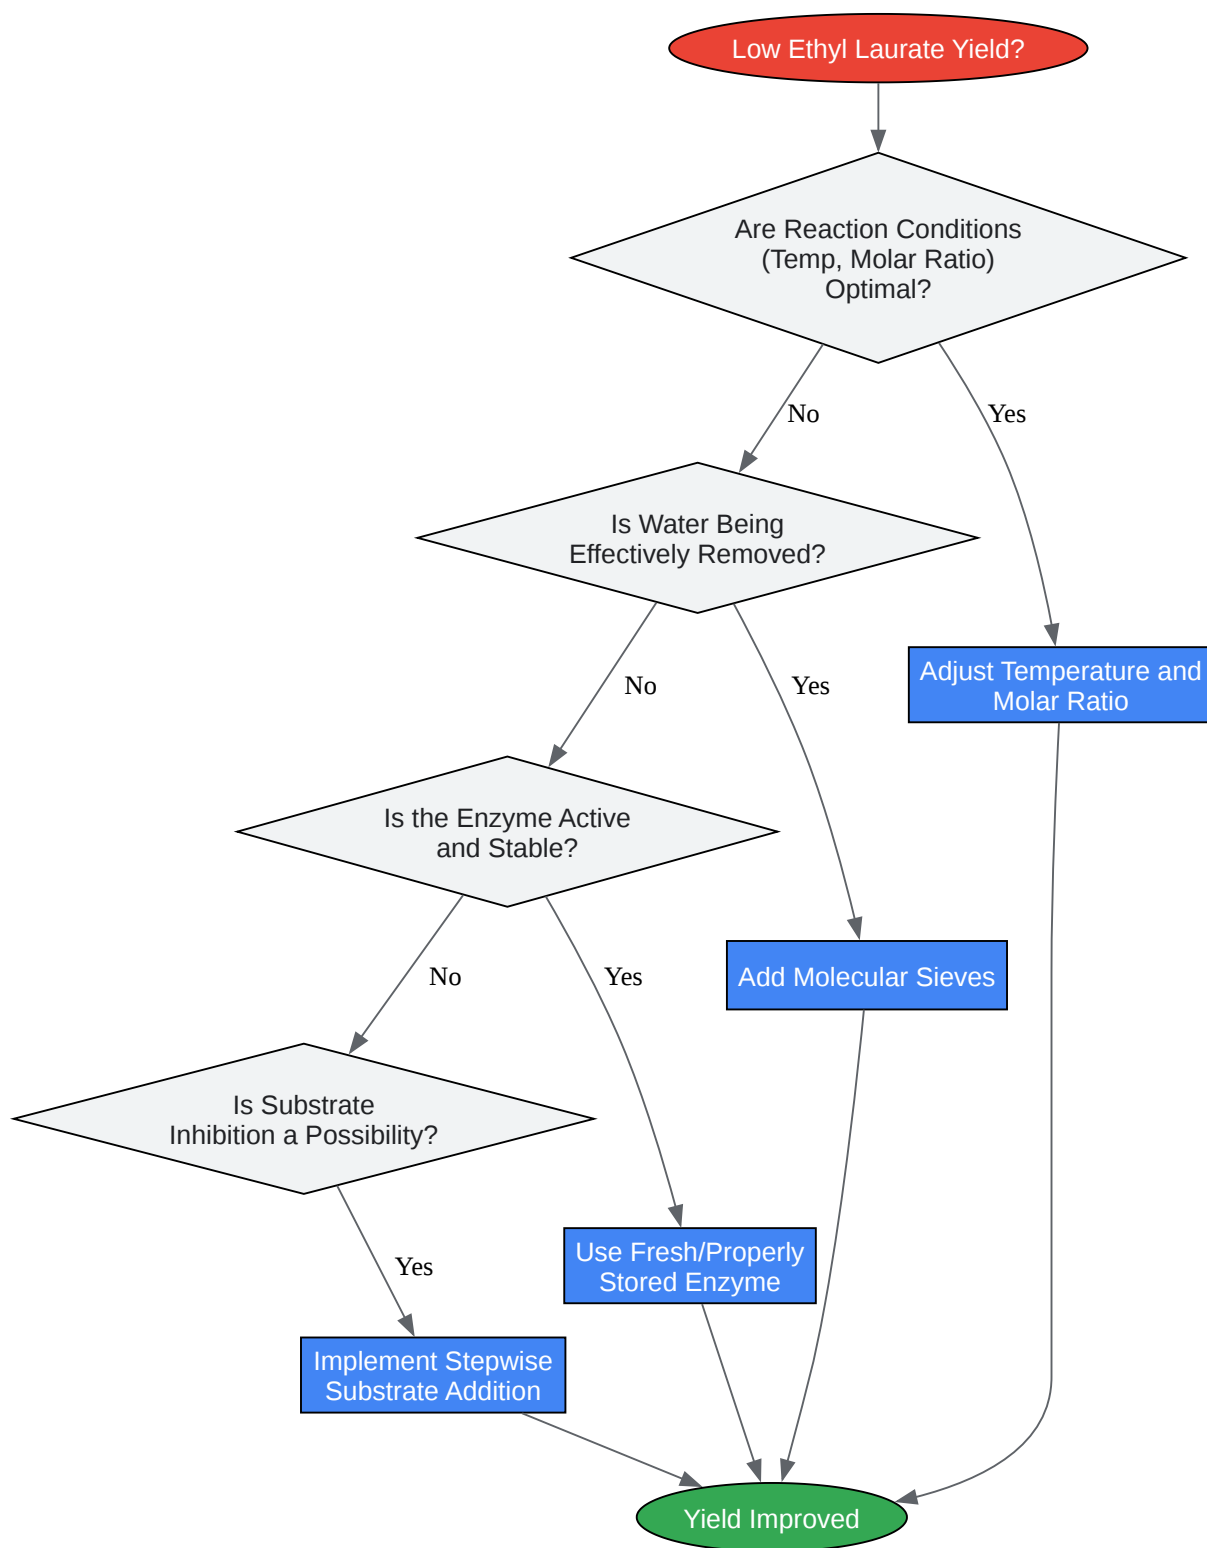 Low Ethyl Laurate Yield?
Are Reaction Conditions
(Temp, Molar Ratio)
Optimal?
No
Yes
Is Water Being
Effectively Removed?
Adjust Temperature and
Molar Ratio
No
Yes
Is the Enzyme Active
and Stable?
Add Molecular Sieves
No
Yes
Is Substrate
Inhibition a Possibility?
Use Fresh/Properly
Stored Enzyme
Yes
Implement Stepwise
Substrate Addition
Yield Improved